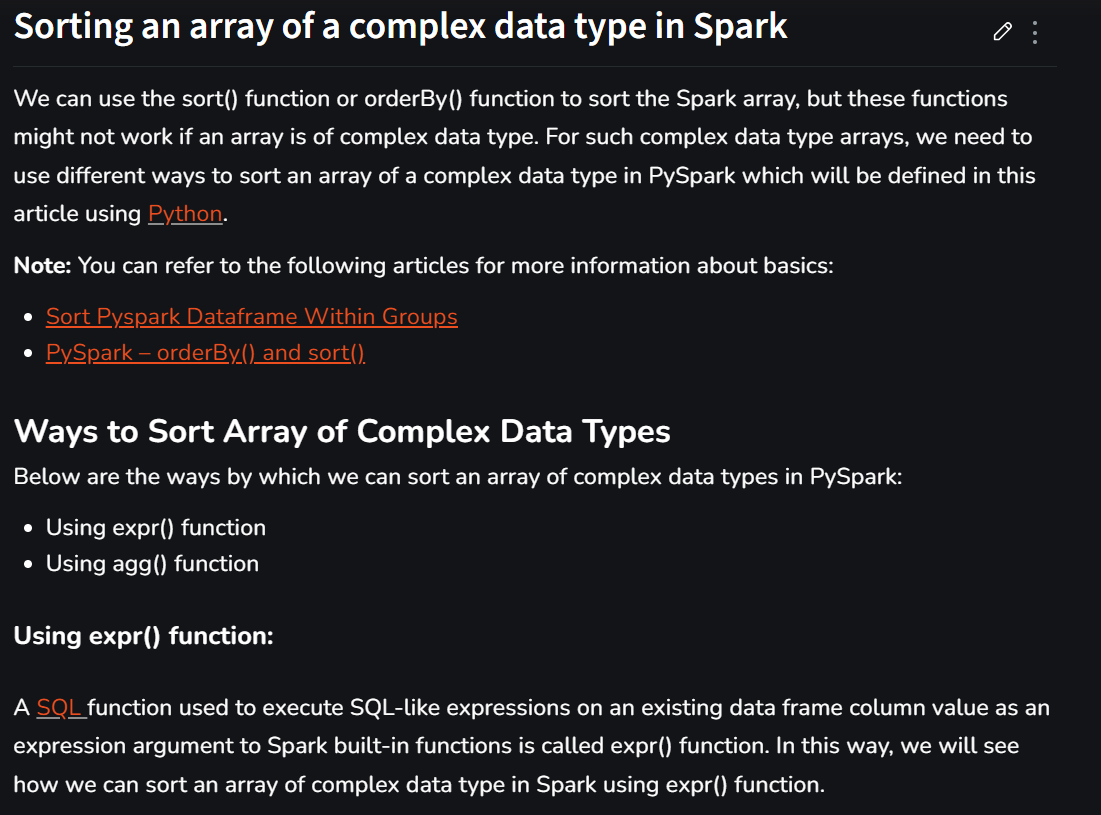 Sorting an array of a complex data type in Spark
We can use the sort() function or orderBy() function to sort the Spark array, but these functions
might not work if an array is of complex data type. For such complex data type arrays, we need to
use different ways to sort an array of a complex data type in PySpark which will be defined in this
article using Python.
Note: You can refer to the following articles for more information about basics:
• Sort Pyspark Dataframe Within Groups
• PySpark – orderBy() and sort()
Ways to Sort Array of Complex Data Types
Below are the ways by which we can sort an array of complex data types in PySpark:
• Using expr() function
• Using agg() function
Using expr() function:
A SQL function used to execute SQL-like expressions on an existing data frame column value as an
expression argument to Spark built-in functions is called expr() function. In this way, we will see
how we can sort an array of complex data type in Spark using expr() function.